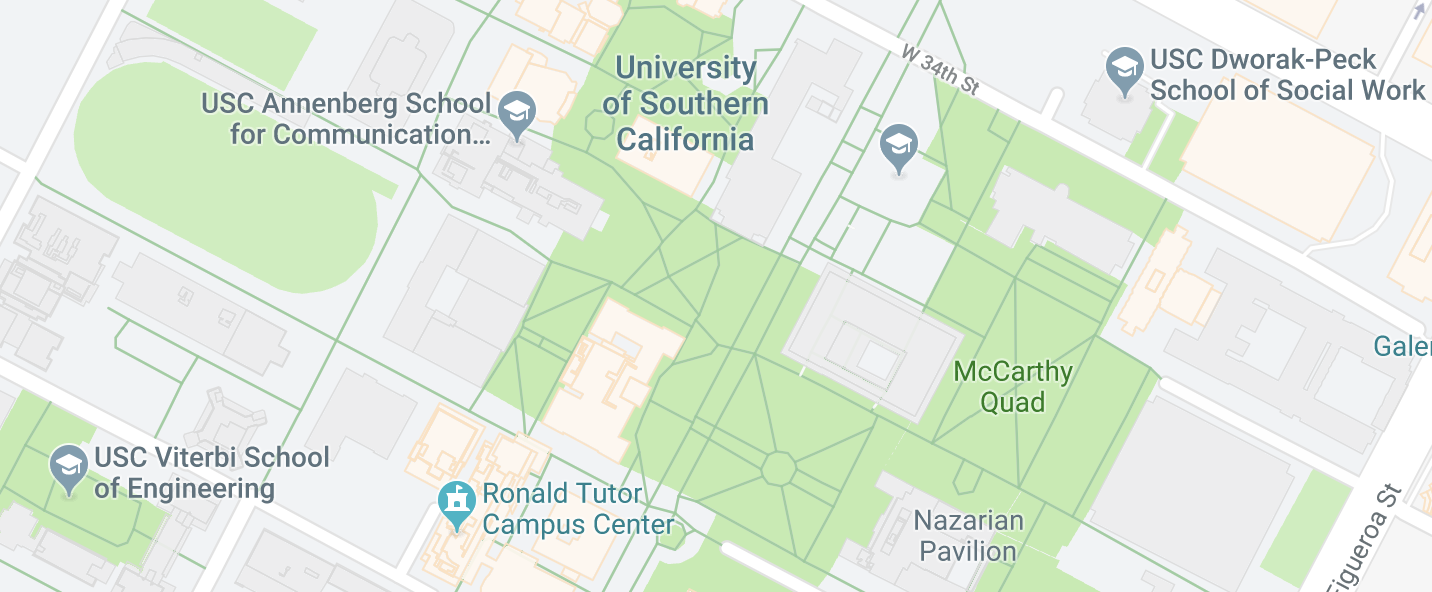 University
of Southern
California
W 34th St
USC Dworak-Peck
School of Social Work
USC Annenberg School
for Communication...
Galer
McCarthy
Quad
USC Viterbi School
of Engineering
Ronald Tutor
Campus Center
Nazarian
Pavilion
Figueroa St